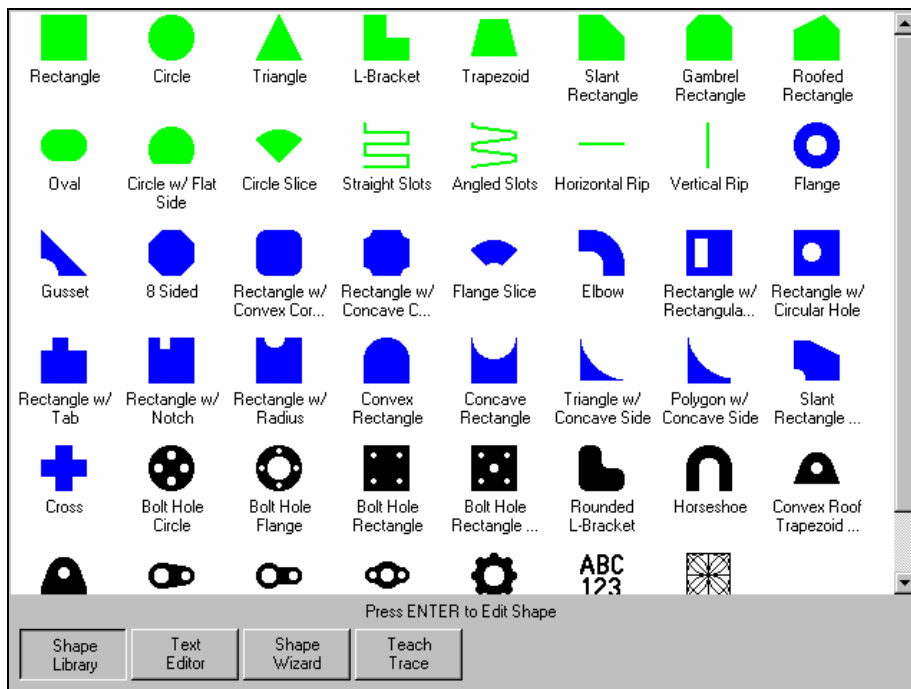 Rectangle Circle Triangle L-Bracket Trapezoid Slant Rectangle Gambrel Rectangle Roofed Rectangle
Oval Circle w/ Flat Side Circle Slice Straight Slots Angled Slots Horizontal Rip Vertical Rip Flange
Gusset 8 Sided Rectangle w/ Convex Cor... Rectangle w/ Concave C... Flange Slice Elbow Rectangle w/ Rectangula... Rectangle w/ Circular Hole
Rectangle w/ Tab Rectangle w/ Notch Rectangle w/ Radius Convex Rectangle Concave Rectangle Triangle w/ Concave Side Polygon w/ Concave Side Slant Rectangle ...
Cross Bolt Hole Circle Bolt Hole Flange Bolt Hole Rectangle Bolt Hole Rectangle ... Rounded L-Bracket Horseshoe Convex Roof Trapezoid ...
ABC
123
Press ENTER to Edit Shape
Shape Library Text Editor Shape Wizard Teach Trace